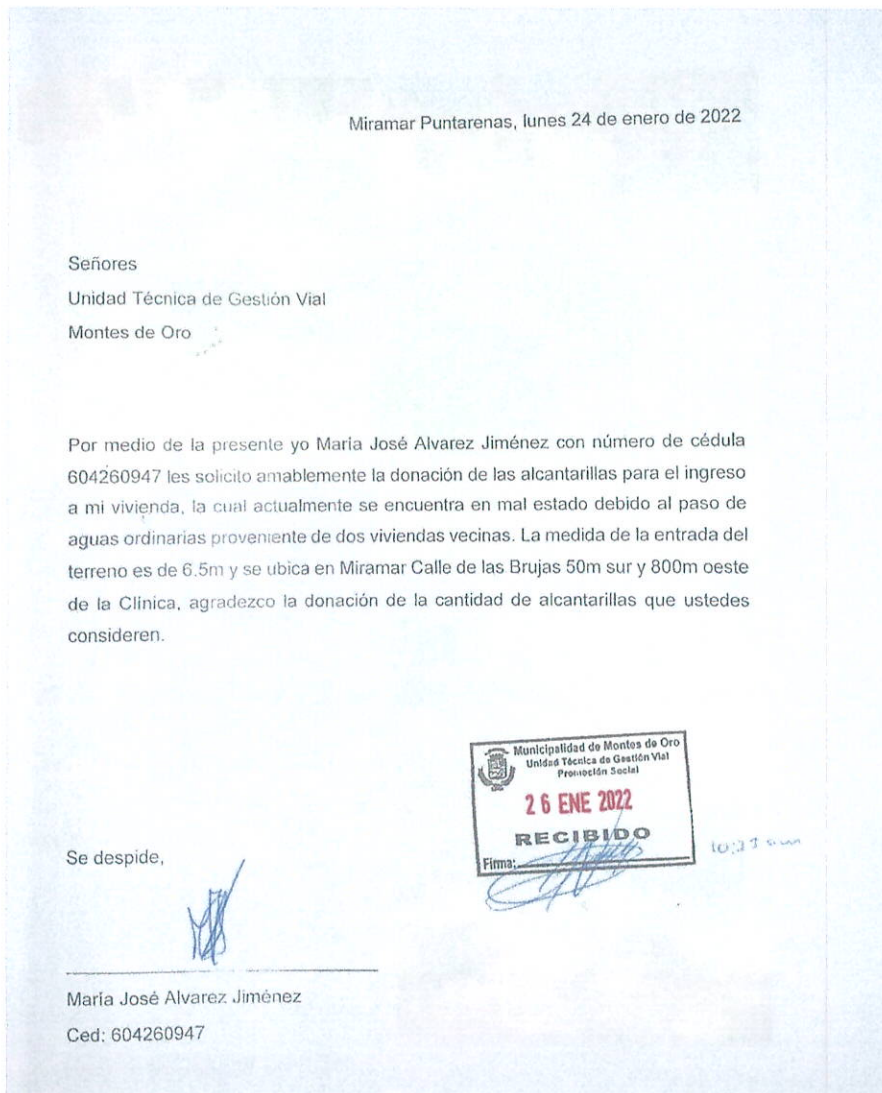 Miramar Puntarenas, lunes 24 de enero de 2022
Señores
Unidad Técnica de Gestión Vial
Montes de Oro
Por medio de la presente yo María José Alvarez Jiménez con número de cédula
604260947 les solicito amablemente la donación de las alcantarillas para el ingreso
a mi vivienda, la cual actualmente se encuentra en mal estado debido al paso de
aguas ordinarias proveniente de dos viviendas vecinas. La medida de la entrada del
terreno es de 6.5m y se ubica en Miramar Calle de las Brujas 50m sur y 800m oeste
de la Clínica, agradezco la donación de la cantidad de alcantarillas que ustedes
consideren.
Municipalidad de Montes de Oro
Unidad Técnica de Gestión Vial
Promoción Social
26 ENE 2022
RECIBIDO
Firma:
Se despide,
María José Alvarez Jiménez
Ced: 604260947